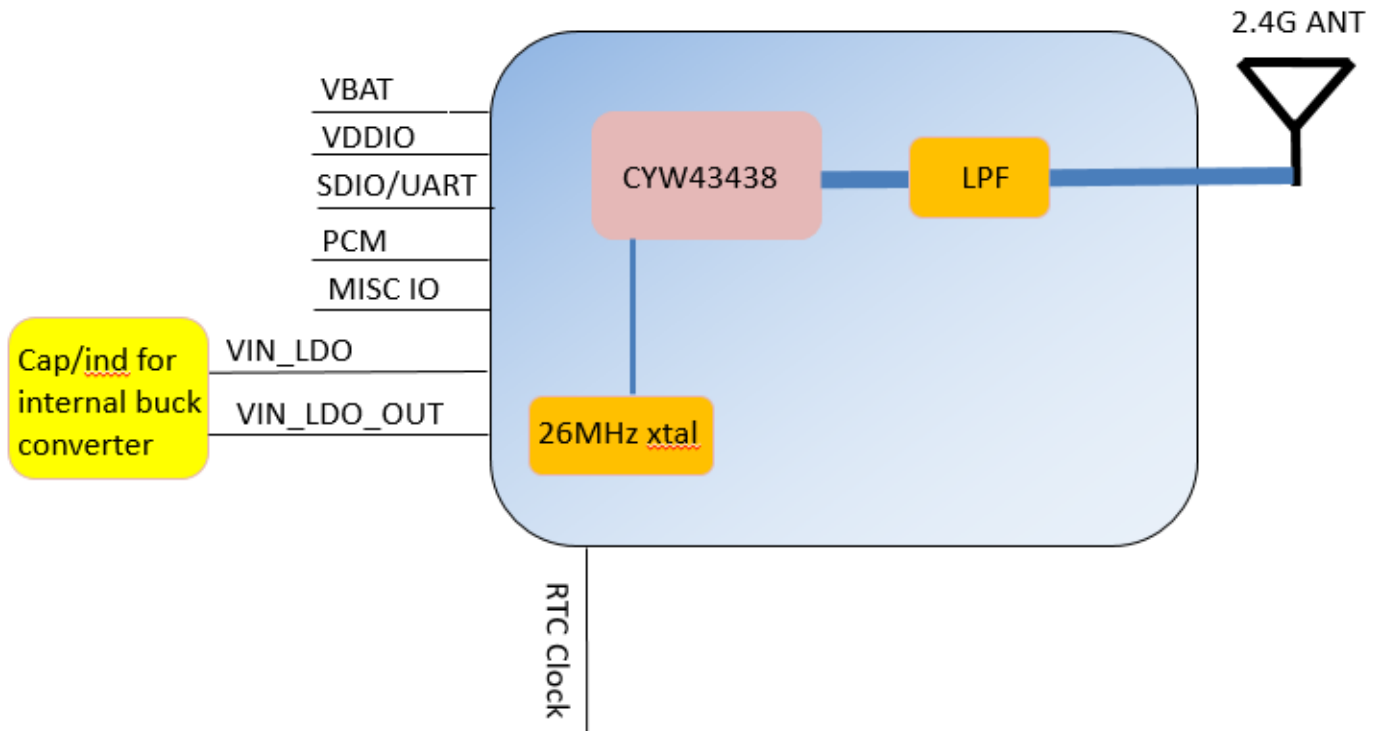 2.4G ANT
VBAT
VDDIO
SDIO/UART
PCM
MISC IO
VIN_LDO
VIN_LDO_OUT
Cap/ind for
internal buck
converter
CYW43438
LPF
26MHz xtal
RTC Clock